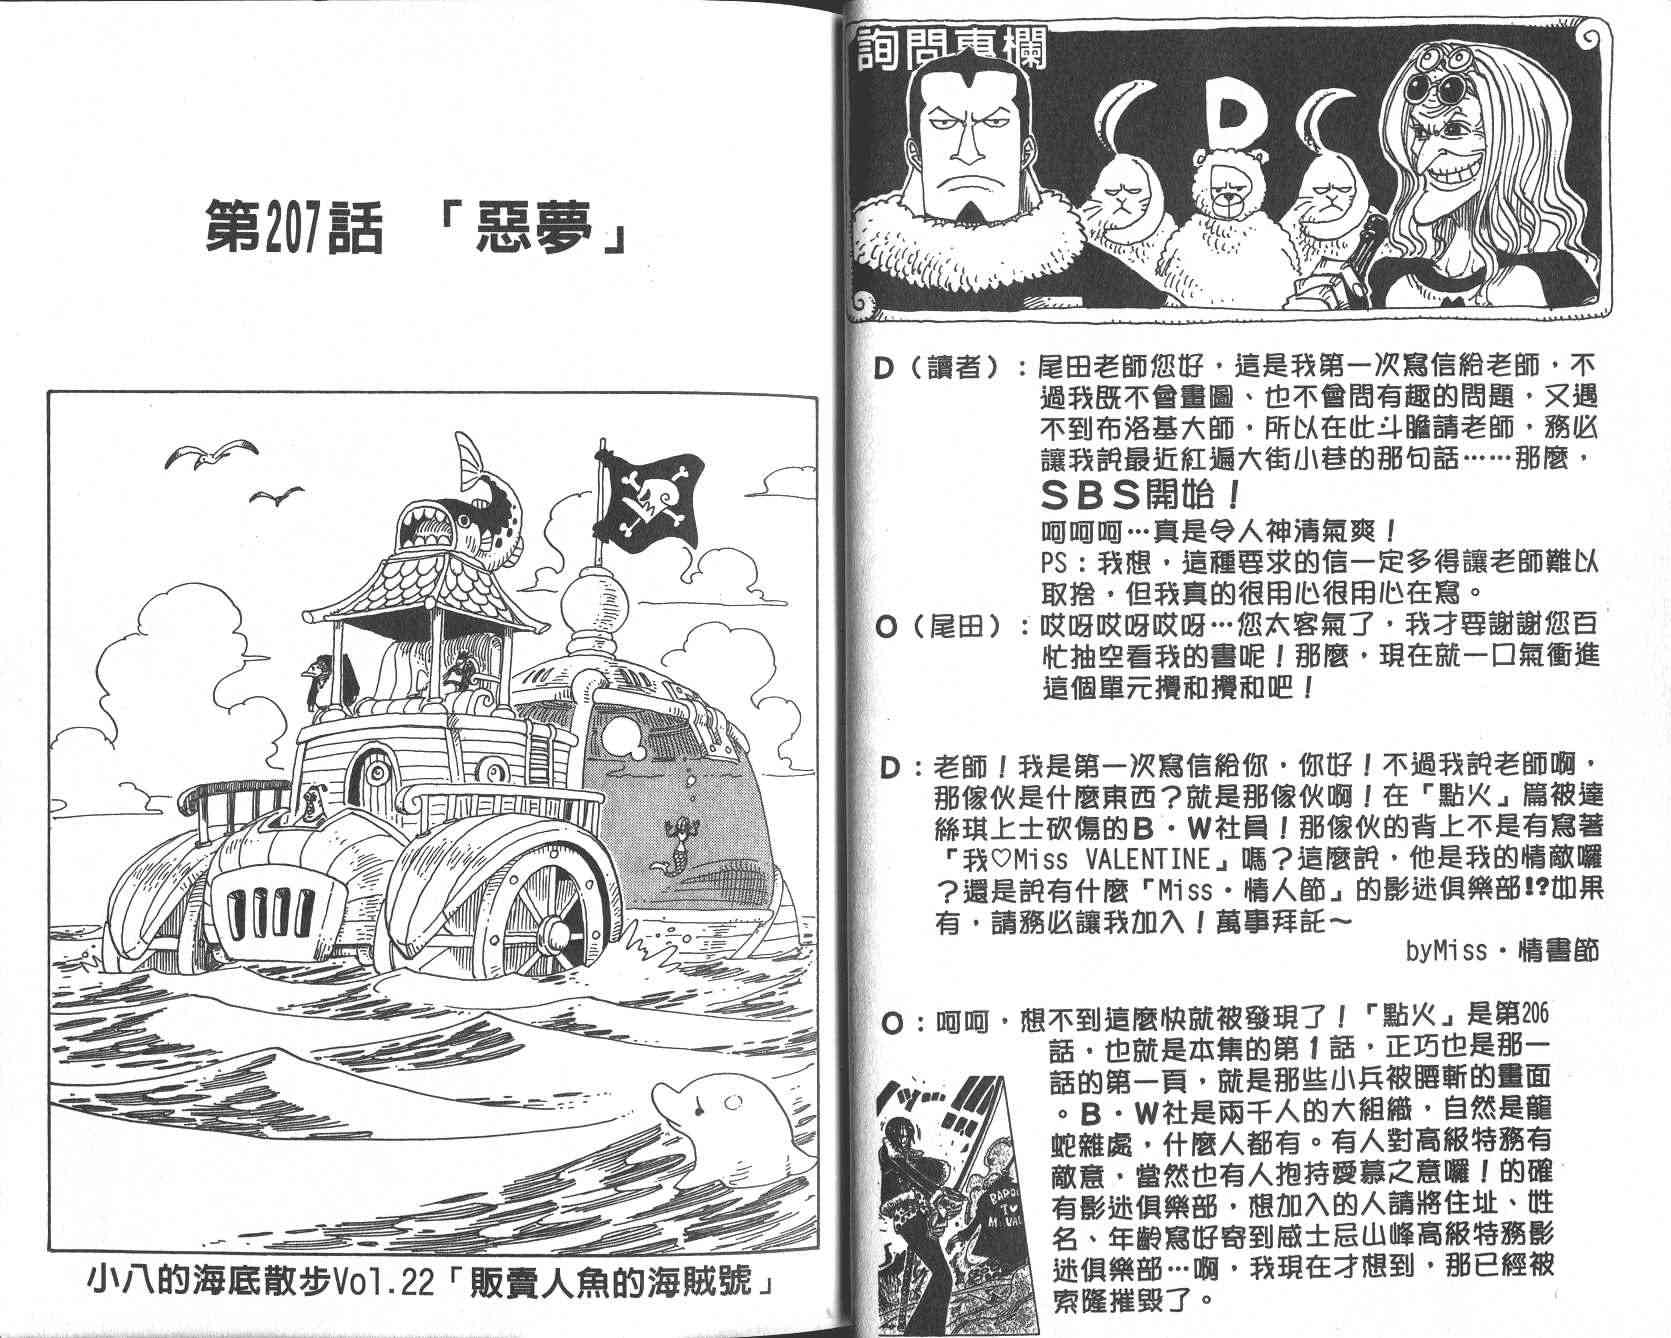 第207話 「惡夢」
小八的海底散步Vol.22「販賣人魚的海賊號」
詢問專欄
D
D（讀者）：尾田老師您好，這是我第一次寫信給老師，不
過我既不會畫圖、也不會問有趣的問題，又遇
不到布洛基大師，所以在此斗膽請老師，務必
讓我說最近紅遍大街小巷的那句話……那麼，
ＳＢＳ開始！
呵呵呵…真是令人神清氣爽！
PS：我想，這種要求的信一定多得讓老師難以
取捨，但我真的很用心很用心在寫。
O（尾田）：哎呀哎呀哎呀…您太客氣了，我才要謝謝您百
忙抽空看我的書呢！那麼，現在就一口氣衝進
這個單元攪和攪和吧！
D：老師！我是第一次寫信給你，你好！不過我說老師啊，
那傢伙是什麼東西？就是那傢伙啊！在「點火」篇被達
絲琪上士砍傷的B・W社員！那傢伙的背上不是有寫著
「我♡Miss VALENTINE」嗎？這麼說，他是我的情敵囉
？還是說有什麼「Miss・情人節」的影迷俱樂部!?如果
有，請務必讓我加入！萬事拜託～
byMiss・情書節
O：呵呵，想不到這麼快就被發現了！「點火」是第206
話，也就是本集的第１話，正巧也是那一
話的第一頁，就是那些小兵被腰斬的畫面
。B・W社是兩千人的大組織，自然是龍
蛇雜處，什麼人都有。有人對高級特務有
敵意，當然也有人抱持愛慕之意囉！的確
有影迷俱樂部，想加入的人請將住址、姓
名、年齡寫好寄到威士忌山峰高級特務影
迷俱樂部…啊，我現在才想到，那已經被
索隆摧毀了。